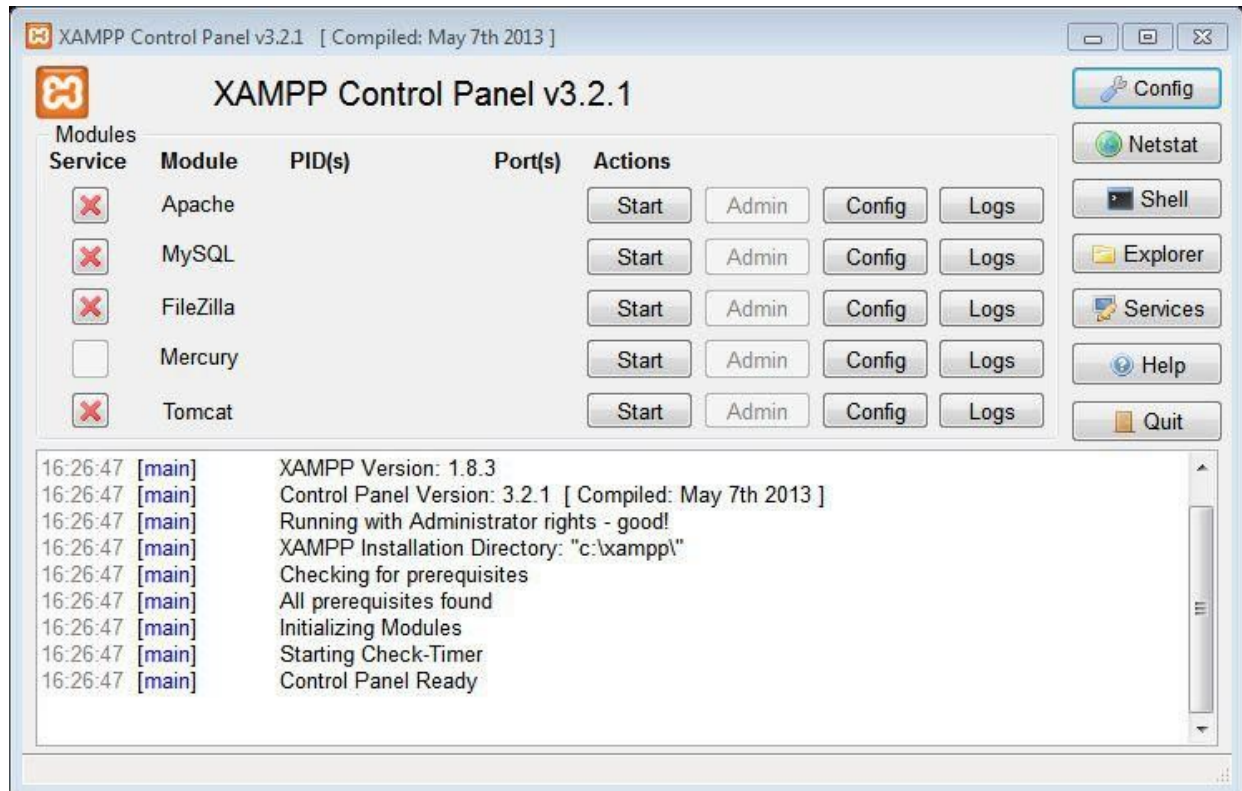 XAMPP Control Panel v3.2.1 [ Compiled: May 7th 2013 ]
XAMPP Control Panel v3.2.1
Config
Modules
Service Module PID(s) Port(s) Actions
Netstat
Apache Start Admin Config Logs
Shell
MySQL Start Admin Config Logs
Explorer
FileZilla Start Admin Config Logs
Services
Mercury Start Admin Config Logs
Help
Tomcat Start Admin Config Logs
Quit
16:26:47 [main] XAMPP Version: 1.8.3
16:26:47 [main] Control Panel Version: 3.2.1 [ Compiled: May 7th 2013 ]
16:26:47 [main] Running with Administrator rights - good!
16:26:47 [main] XAMPP Installation Directory: "c:\xampp\"
16:26:47 [main] Checking for prerequisites
16:26:47 [main] All prerequisites found
16:26:47 [main] Initializing Modules
16:26:47 [main] Starting Check-Timer
16:26:47 [main] Control Panel Ready